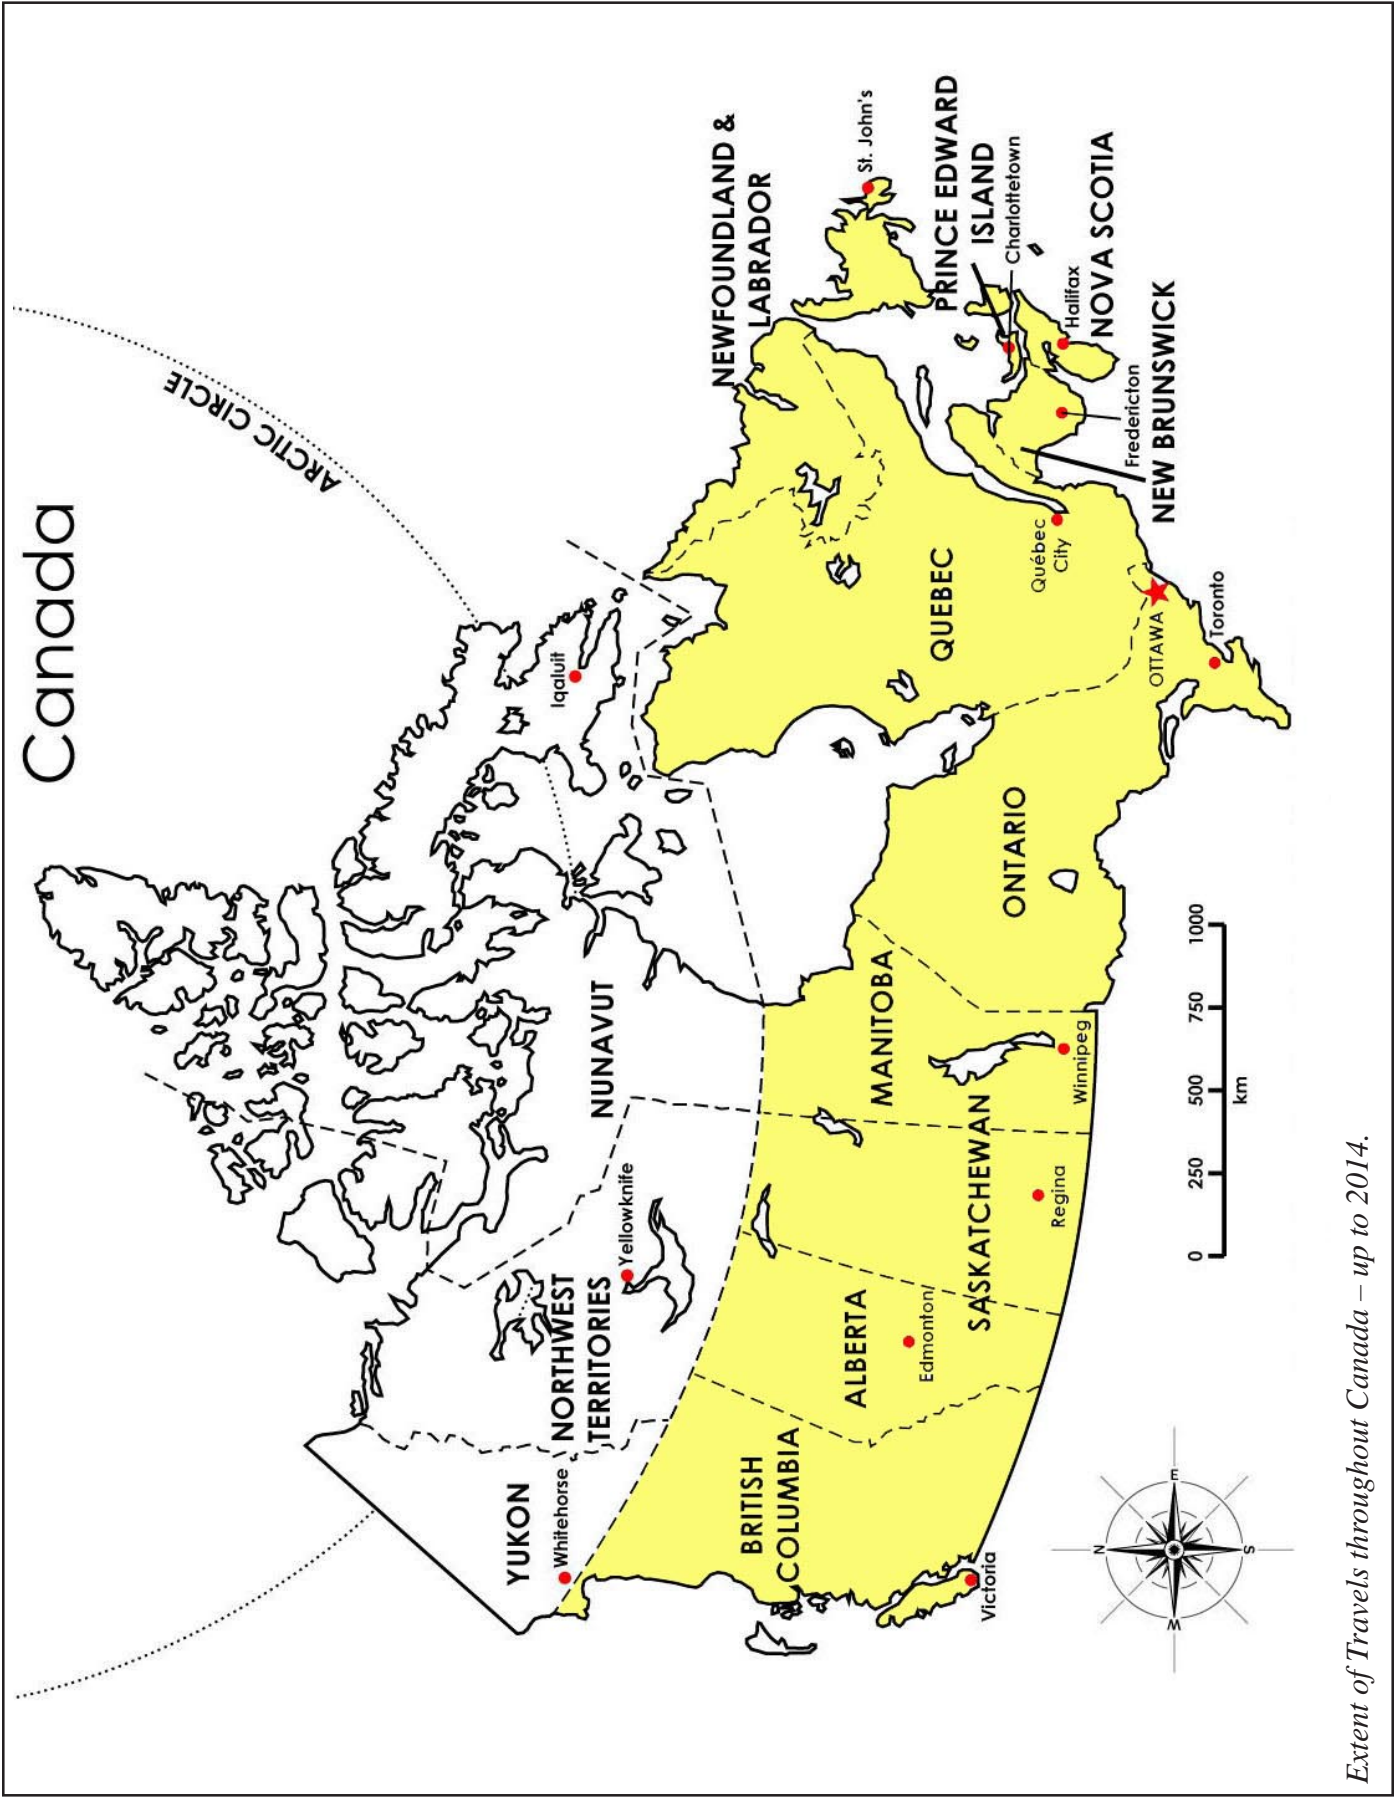 Canada
ARCTIC CIRCLE
YUKON
Whitehorse
NORTHWEST
TERRITORIES
Yellowknife
NUNAVUT
Iqaluit
BRITISH
COLUMBIA
Victoria
ALBERTA
Edmonton
SASKATCHEWAN
Regina
MANITOBA
Winnipeg
ONTARIO
Toronto
OTTAWA
QUEBEC
Québec
City
NEWFOUNDLAND &
LABRADOR
St. John's
PRINCE EDWARD
ISLAND
Charlottetown
Halifax
NOVA SCOTIA
Fredericton
NEW BRUNSWICK
N
E
S
W
0 250 500 750 1000
km
Extent of Travels throughout Canada – up to 2014.